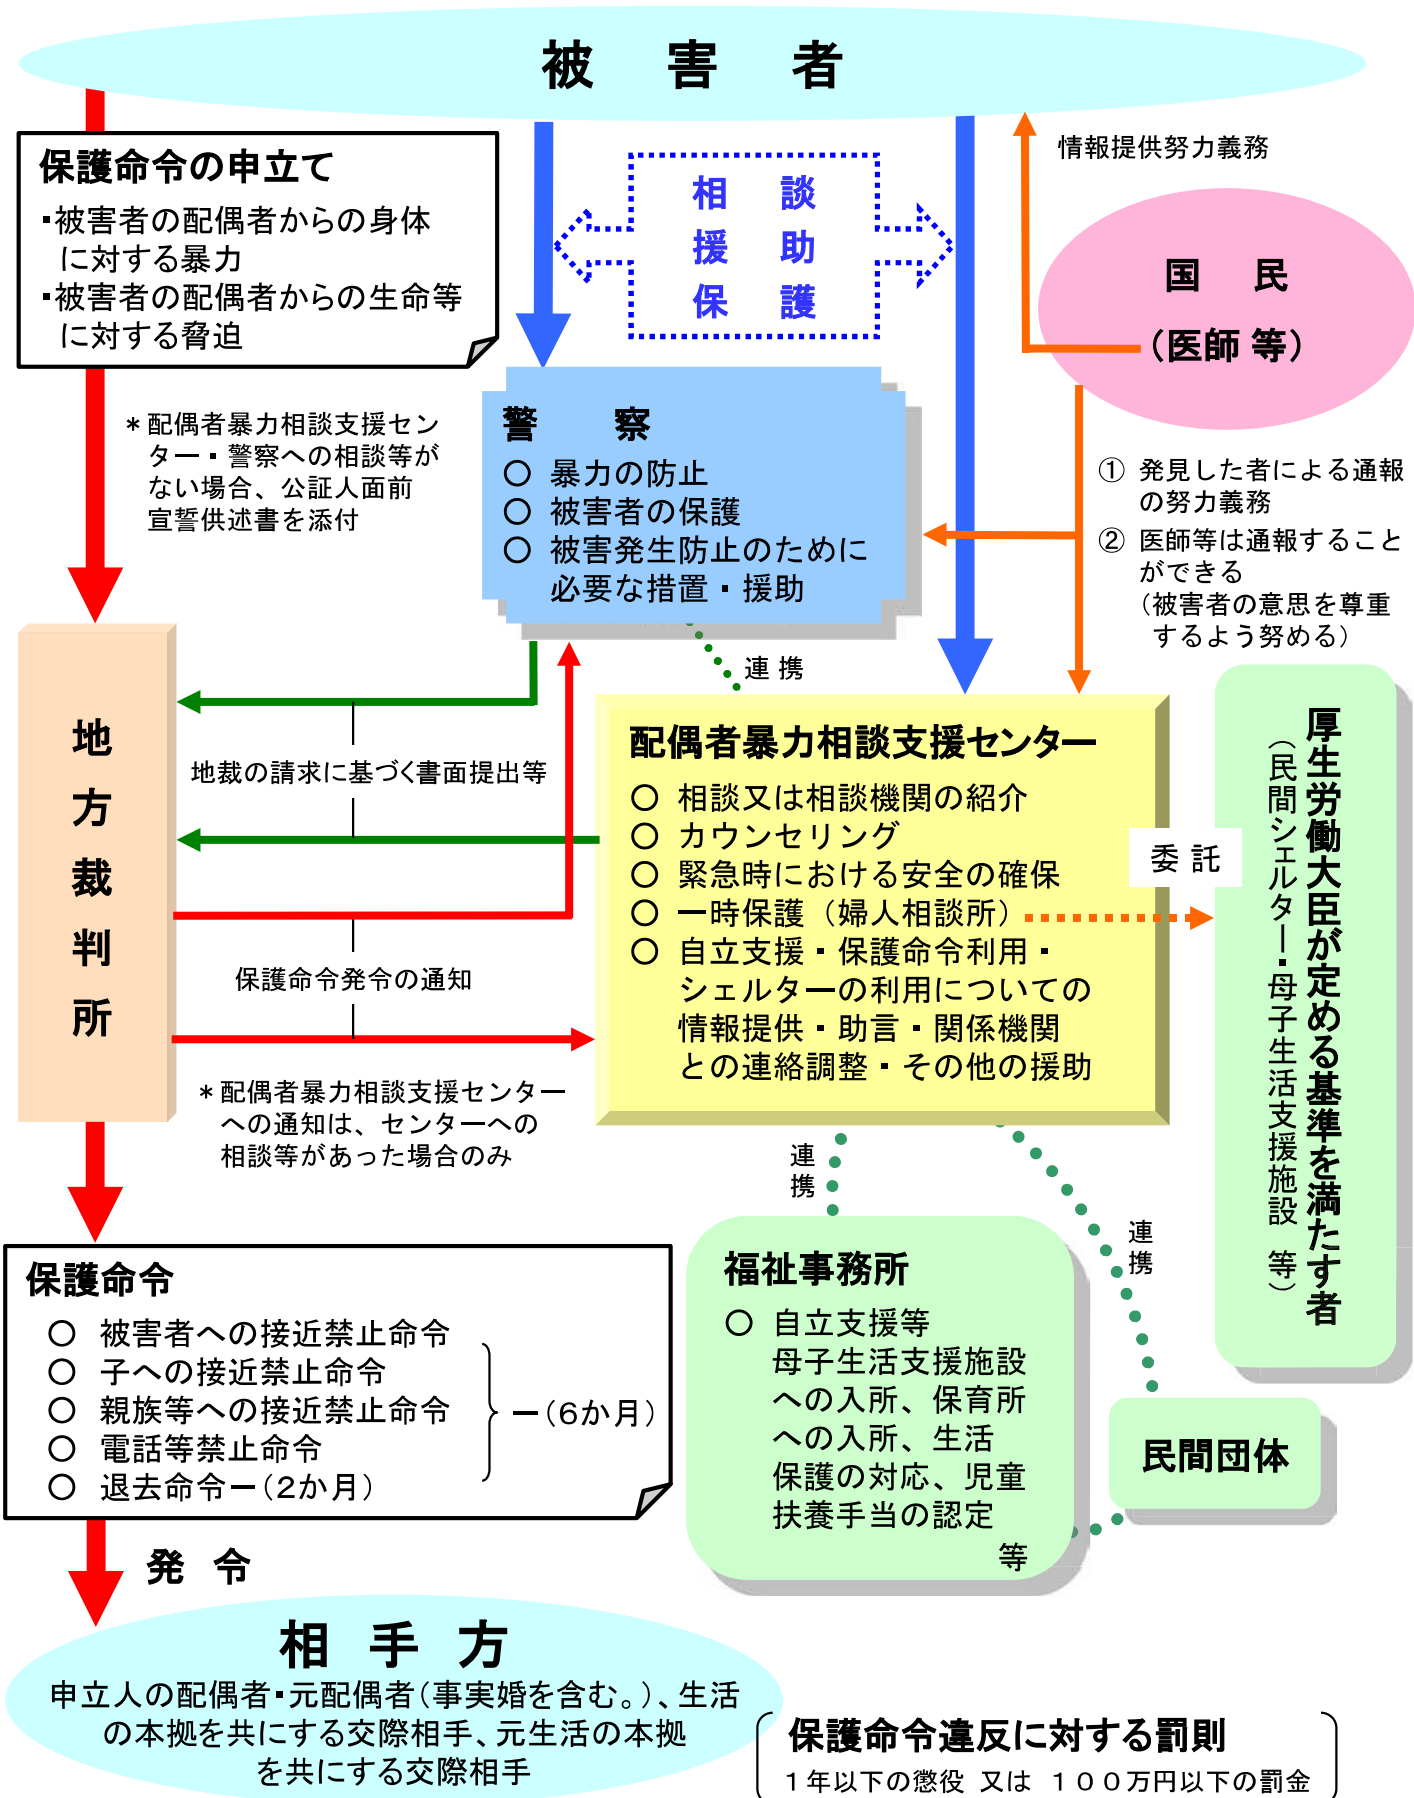 被　害　者
保護命令の申立て
・被害者の配偶者からの身体
に対する暴力
・被害者の配偶者からの生命等
に対する脅迫
相　談
援　助
保　護
情報提供努力義務
国　民
（医師 等）
＊配偶者暴力相談支援セン
ター・警察への相談等が
ない場合、公証人面前
宣誓供述書を添付
警　察
○ 暴力の防止
○ 被害者の保護
○ 被害発生防止のために
必要な措置・援助
① 発見した者による通報
の努力義務
② 医師等は通報すること
ができる
（被害者の意思を尊重
するよう努める）
連 携
地方裁判所
地裁の請求に基づく書面提出等
保護命令発令の通知
＊配偶者暴力相談支援センター
への通知は、センターへの
相談等があった場合のみ
配偶者暴力相談支援センター
○ 相談又は相談機関の紹介
○ カウンセリング
○ 緊急時における安全の確保
○ 一時保護（婦人相談所）
○ 自立支援・保護命令利用・
シェルターの利用についての
情報提供・助言・関係機関
との連絡調整・その他の援助
委 託
厚生労働大臣が定める基準を満たす者
（民間シェルター・母子生活支援施設　等）
連携
連携
保護命令
○ 被害者への接近禁止命令
○ 子への接近禁止命令
○ 親族等への接近禁止命令
○ 電話等禁止命令
ー（６か月）
○ 退去命令ー（２か月）
福祉事務所
○ 自立支援等
母子生活支援施設
への入所、保育所
への入所、生活
保護の対応、児童
扶養手当の認定
等
民間団体
発 令
相 手 方
申立人の配偶者・元配偶者（事実婚を含む。）、生活
の本拠を共にする交際相手、元生活の本拠
を共にする交際相手
保護命令違反に対する罰則
１年以下の懲役 又は １００万円以下の罰金